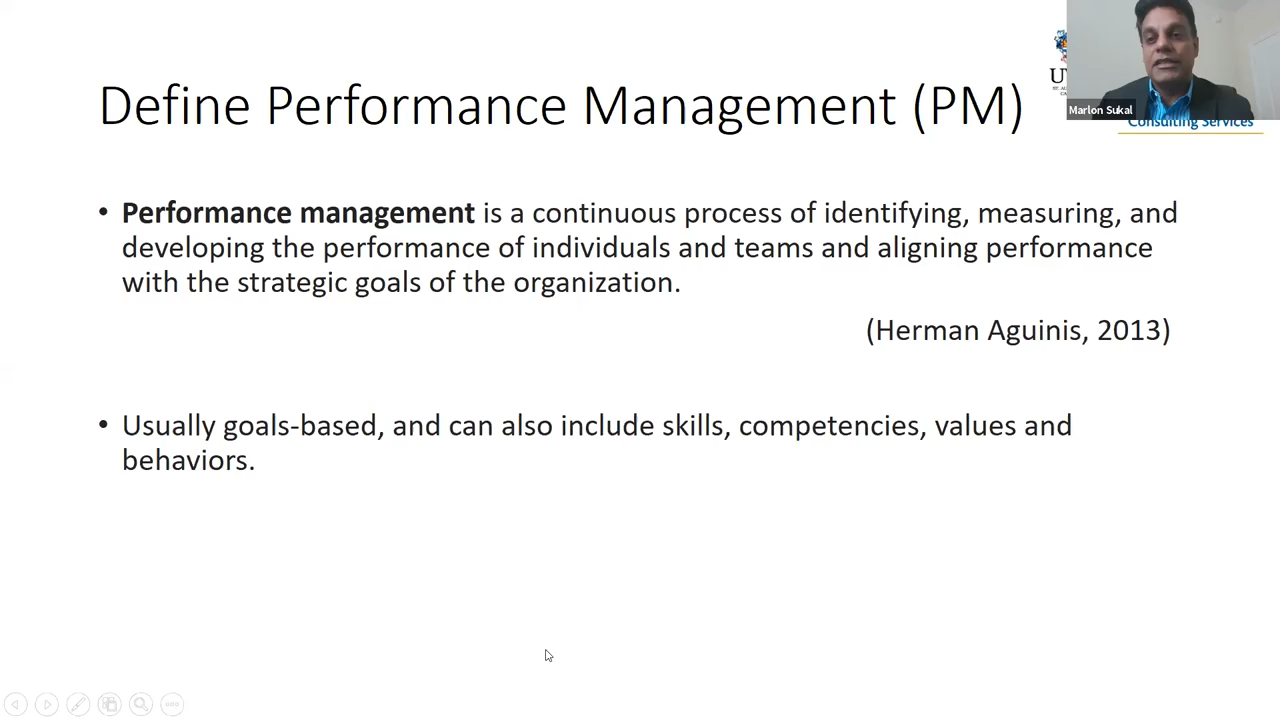 Define Performance Management (PM)
Marlon Sukal
Consulting Services
• Performance management is a continuous process of identifying, measuring, and
developing the performance of individuals and teams and aligning performance
with the strategic goals of the organization.
(Herman Aguinis, 2013)
• Usually goals-based, and can also include skills, competencies, values and
behaviors.